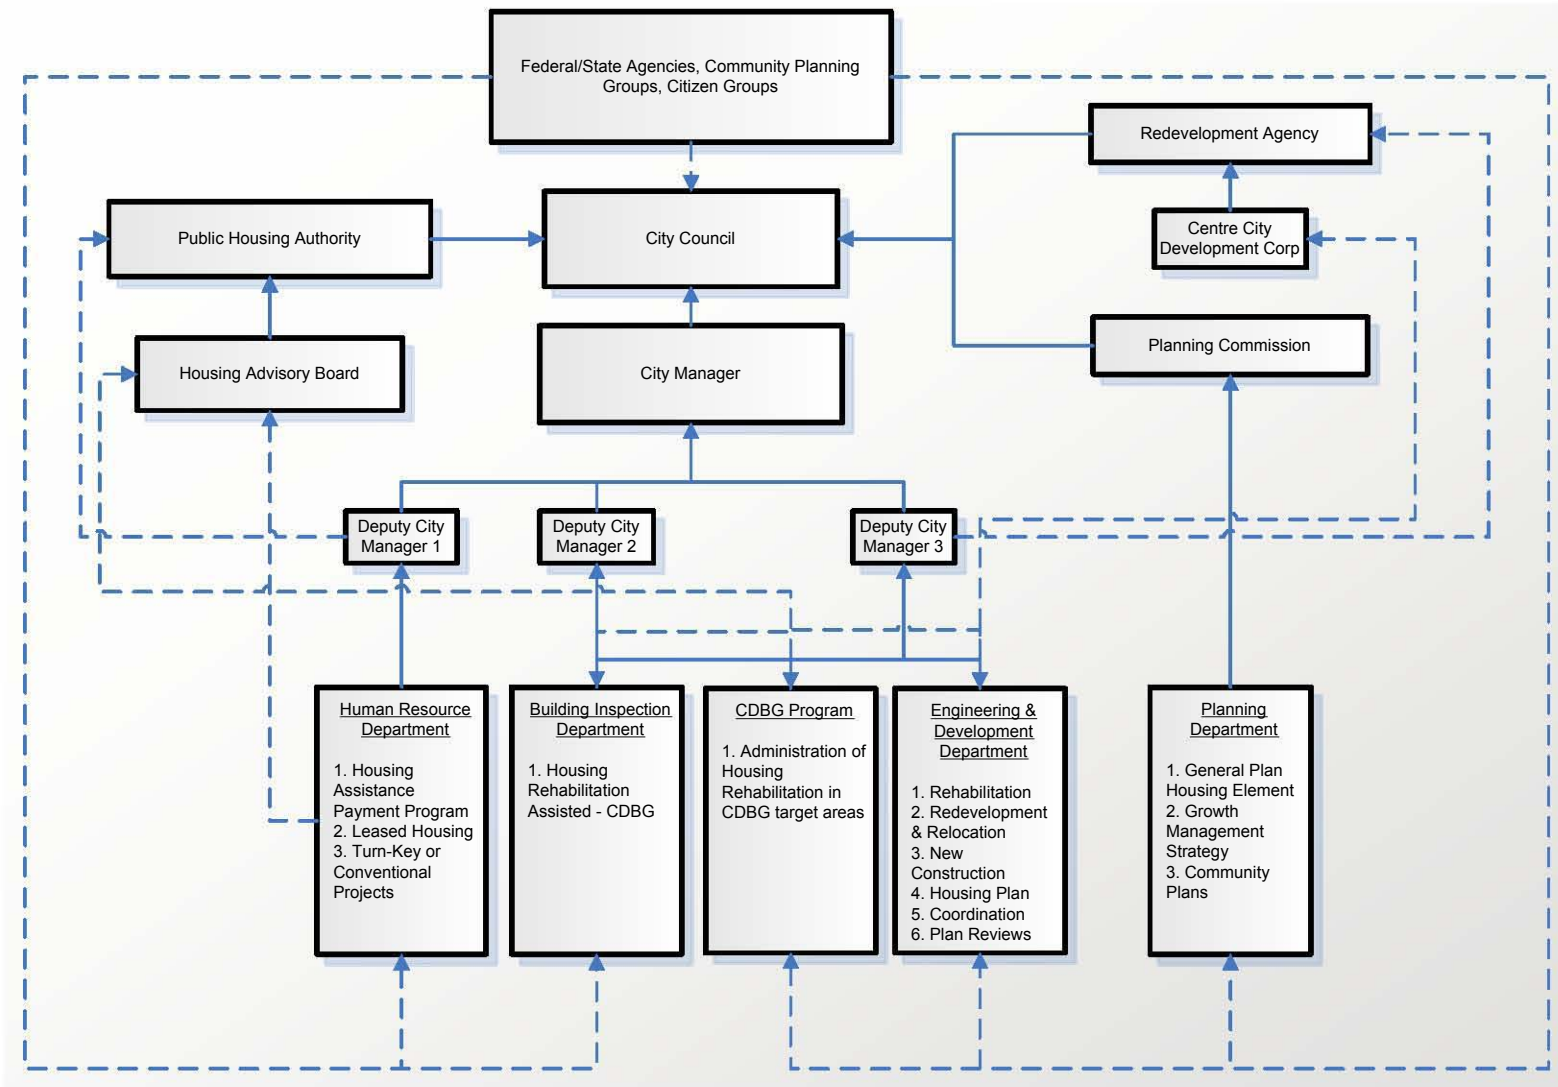 Federal/State Agencies, Community Planning
Groups, Citizen Groups
Redevelopment Agency
Public Housing Authority
City Council
Centre City
Development Corp
Housing Advisory Board
City Manager
Planning Commission
Deputy City
Manager 1
Deputy City
Manager 2
Deputy City
Manager 3
Human Resource
Department
1. Housing
Assistance
Payment Program
2. Leased Housing
3. Turn-Key or
Conventional
Projects
Building Inspection
Department
1. Housing
Rehabilitation
Assisted - CDBG
CDBG Program
1. Administration of
Housing
Rehabilitation in
CDBG target areas
Engineering &
Development
Department
1. Rehabilitation
2. Redevelopment
& Relocation
3. New
Construction
4. Housing Plan
5. Coordination
6. Plan Reviews
Planning
Department
1. General Plan
Housing Element
2. Growth
Management
Strategy
3. Community
Plans